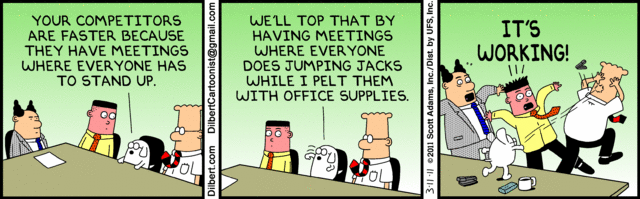 YOUR COMPETITORS
ARE FASTER BECAUSE
THEY HAVE MEETINGS
WHERE EVERYONE HAS
TO STAND UP.
Dilbert.com DilbertCartoonist@gmail.com
WE'LL TOP THAT BY
HAVING MEETINGS
WHERE EVERYONE
DOES JUMPING JACKS
WHILE I PELT THEM
WITH OFFICE SUPPLIES.
3-11-11 ©2011 Scott Adams, Inc./Dist. by UFS, Inc.
IT'S
WORKING!